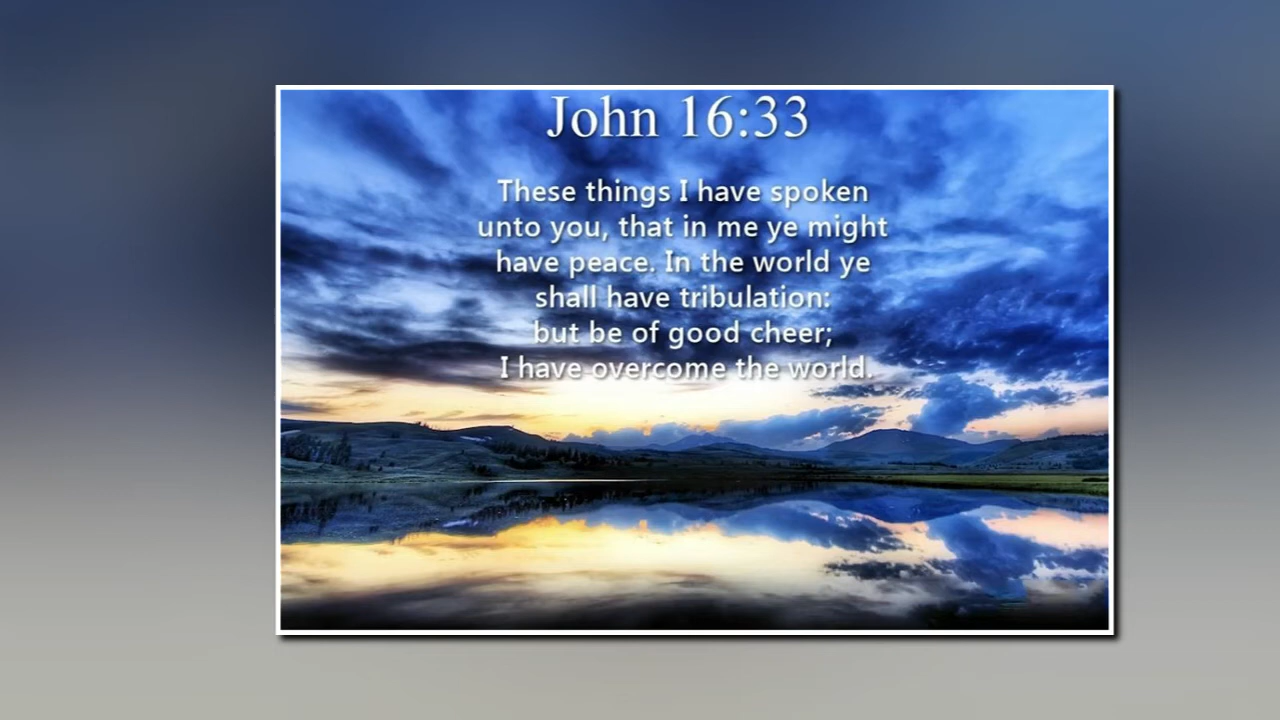 John 16:33
These things I have spoken
unto you, that in me ye might
have peace. In the world ye
shall have tribulation:
but be of good cheer;
I have overcome the world.